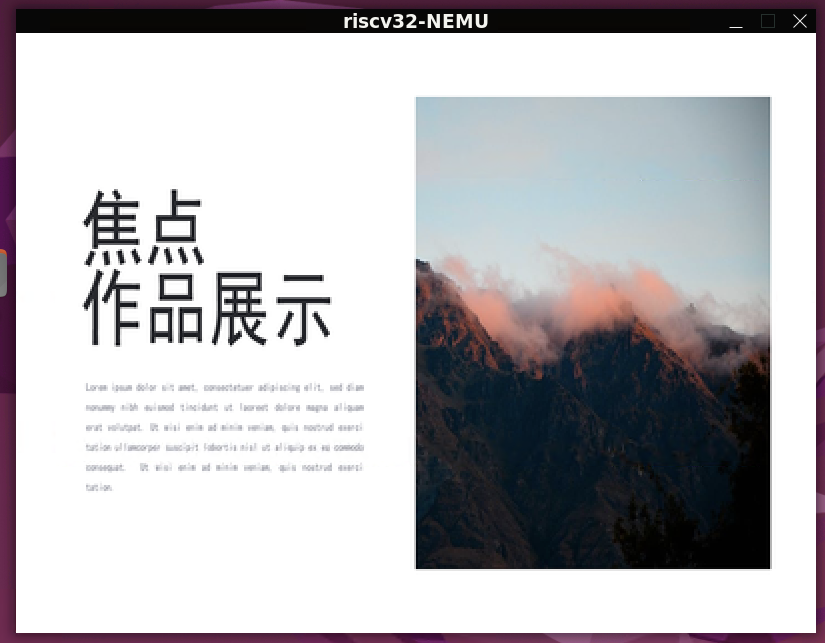 riscv32-NEMU
焦点
作品展示
Lorem ipsum dolor sit amet, consectetuer adipiscing elit, sed diam
nonummy nibh euismod tincidunt ut laoreet dolore magna aliquam
erat volutpat. Ut wisi enim ad minim veniam, quis nostrud exerci
tation ullamcorper suscipit lobortis nisl ut aliquip ex ea commodo
consequat. Ut wisi enim ad minim veniam, quis nostrud exerci
tation.